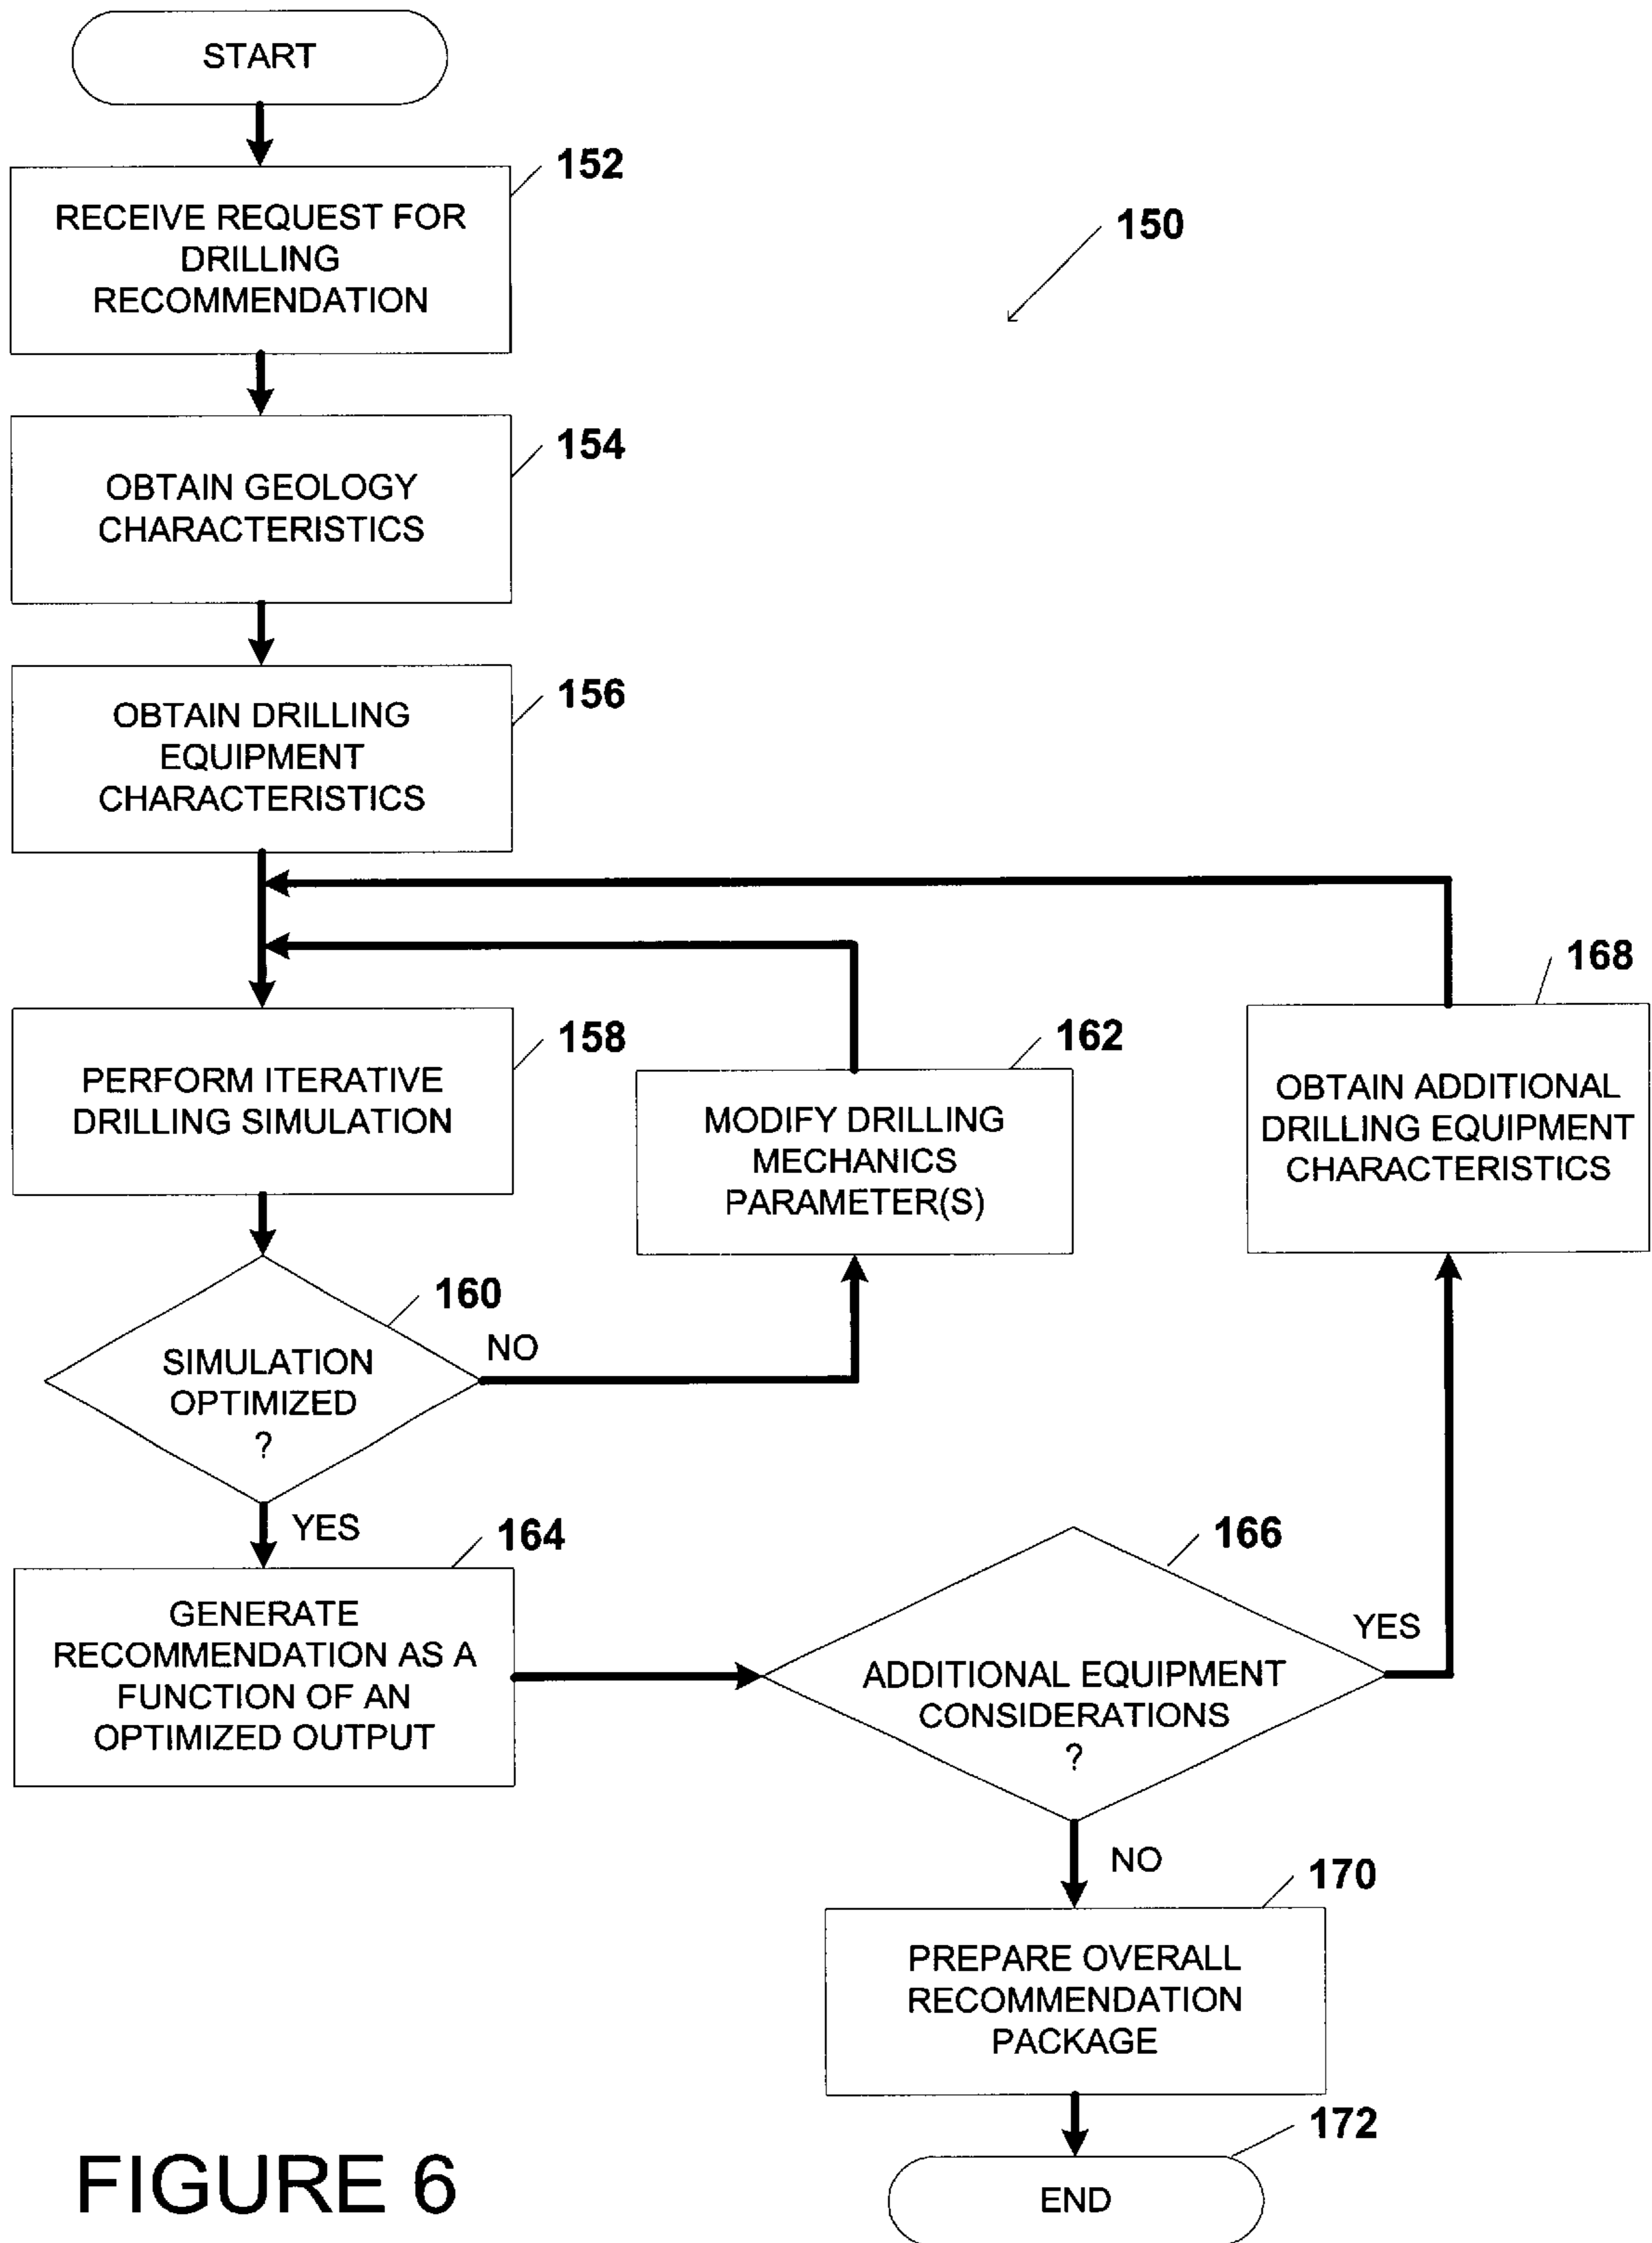 START
152
RECEIVE REQUEST FOR
DRILLING
RECOMMENDATION
150
154
OBTAIN GEOLOGY
CHARACTERISTICS
156
OBTAIN DRILLING
EQUIPMENT
CHARACTERISTICS
158
PERFORM ITERATIVE
DRILLING SIMULATION
162
MODIFY DRILLING
MECHANICS
PARAMETER(S)
168
OBTAIN ADDITIONAL
DRILLING EQUIPMENT
CHARACTERISTICS
160
SIMULATION
OPTIMIZED
?
NO
YES
164
GENERATE
RECOMMENDATION AS A
FUNCTION OF AN
OPTIMIZED OUTPUT
166
ADDITIONAL EQUIPMENT
CONSIDERATIONS
?
YES
NO
170
PREPARE OVERALL
RECOMMENDATION
PACKAGE
172
END
FIGURE 6